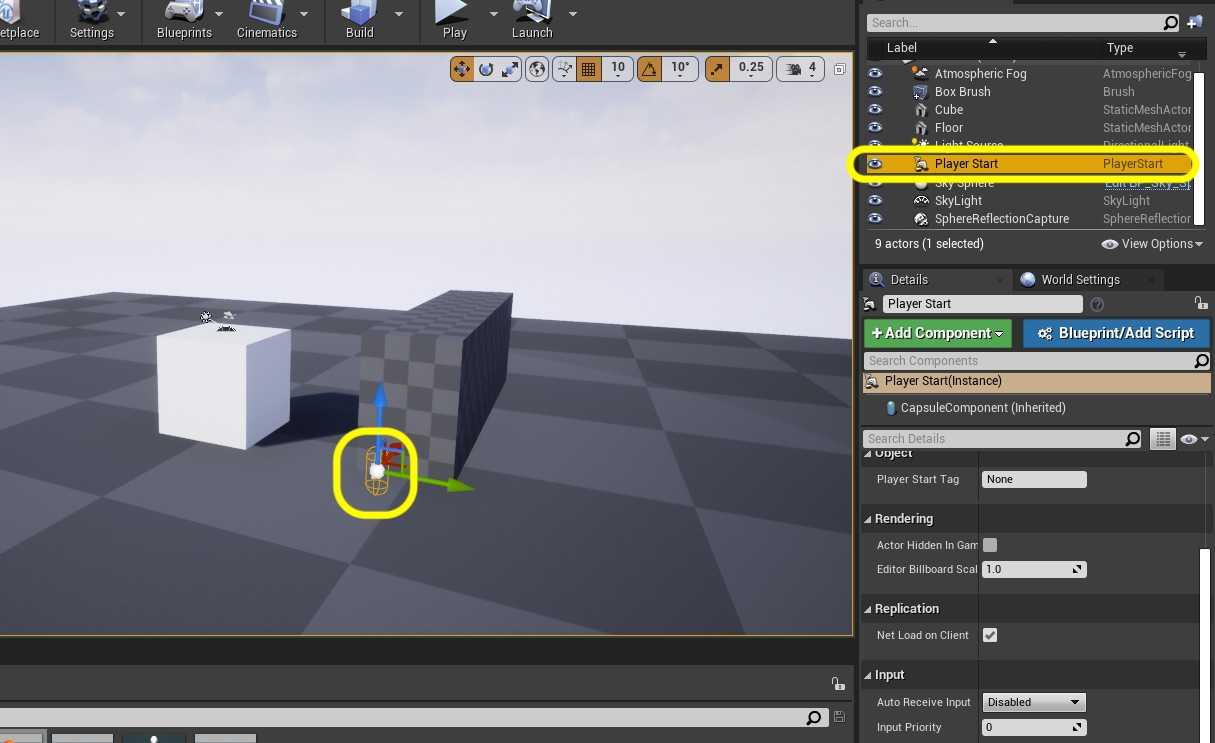 etplace Settings Blueprints Cinematics Build Play Launch
10 10° 0.25 4
Search...
Label Type
Atmospheric Fog AtmosphericFog
Box Brush Brush
Cube StaticMeshActor
Floor StaticMeshActor
Light Source DirectionalLight
Player Start PlayerStart
Sky Sphere Edit BP_Sky_Sp
SkyLight SkyLight
SphereReflectionCapture SphereReflection
9 actors (1 selected) View Options
Details World Settings
Player Start
+Add Component Blueprint/Add Script
Search Components
Player Start(Instance)
CapsuleComponent (Inherited)
Search Details
Object
Player Start Tag None
Rendering
Actor Hidden In Gam
Editor Billboard Scal 1.0
Replication
Net Load on Client
Input
Auto Receive Input Disabled
Input Priority 0